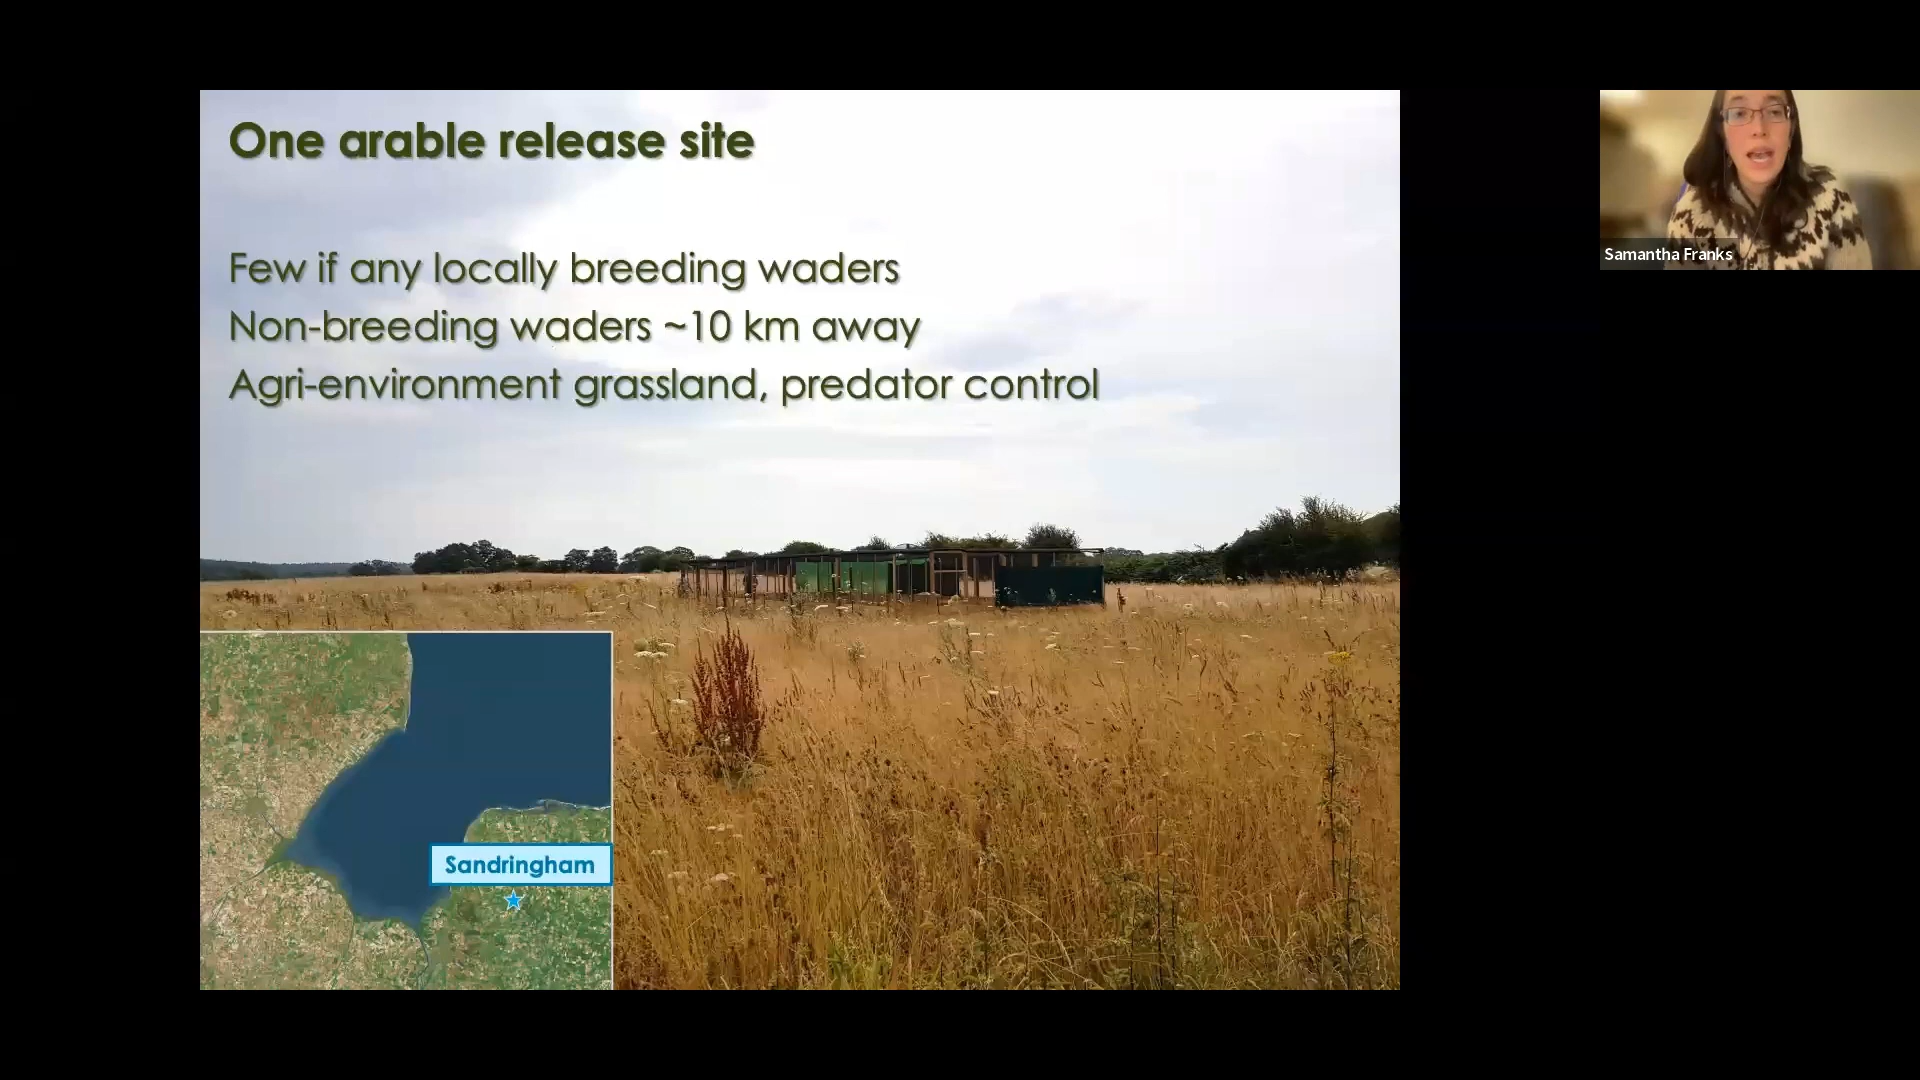 One arable release site
Few if any locally breeding waders
Non-breeding waders ~10 km away
Agri-environment grassland, predator control
Sandringham
Samantha Franks